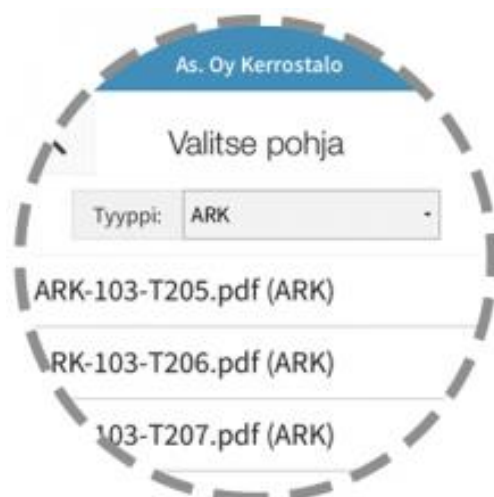 As. Oy Kerrostalo
Valitse pohja
Tyyppi: ARK
ARK-103-T205.pdf (ARK)
RK-103-T206.pdf (ARK)
103-T207.pdf (ARK)